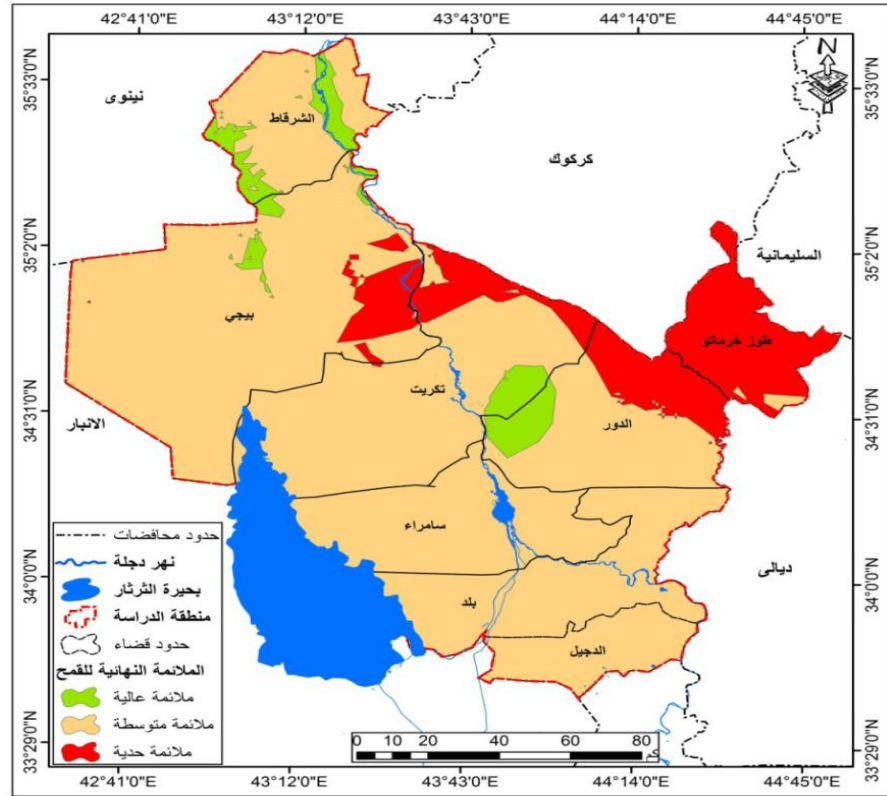 42°41'0"E 43°12'0"E 43°43'0"E 44°14'0"E 44°45'0"E
35°33'0"N
35°33'0"N
N
نينوى
الشرقاط
كركوك
35°2'0"N
35°2'0"N
السليمانية
بيجي
طوز خرماتو
تكريت
34°31'0"N
34°31'0"N
الانبار
الدور
سامراء
34°0'0"N
34°0'0"N
ديالى
بلد
الدجيل
33°29'0"N
33°29'0"N
حدود محافضات
نهر دجلة
بحيرة الثرثار
منطقة الدراسة
حدود قضاء
الملائمة النهائية للقمح
ملائمة عالية
ملائمة متوسطة
ملائمة حدية
0 10 20 40 60 80
42°41'0"E 43°12'0"E 43°43'0"E 44°14'0"E 44°45'0"E